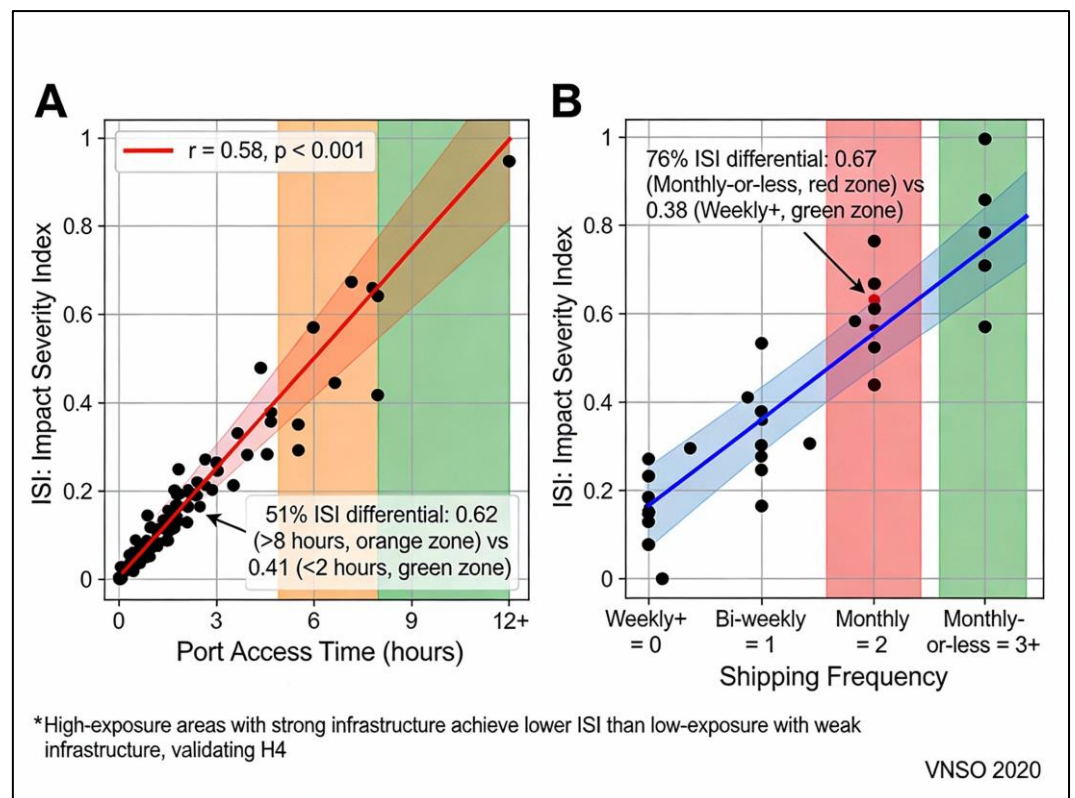 A
B
r = 0.58, p < 0.001
51% ISI differential: 0.62
(>8 hours, orange zone) vs
0.41 (<2 hours, green zone)
ISI: Impact Severity Index
1
0.8
0.6
0.4
0.2
0
0
3
6
9
12+
Port Access Time (hours)
76% ISI differential: 0.67
(Monthly-or-less, red zone) vs
0.38 (Weekly+, green zone)
ISI: Impact Severity Index
1
0.8
0.6
0.4
0.2
0
Weekly+
= 0
Bi-weekly
= 1
Monthly
= 2
Monthly-
or-less = 3+
Shipping Frequency
*High-exposure areas with strong infrastructure achieve lower ISI than low-exposure with weak
infrastructure, validating H4
VNSO 2020